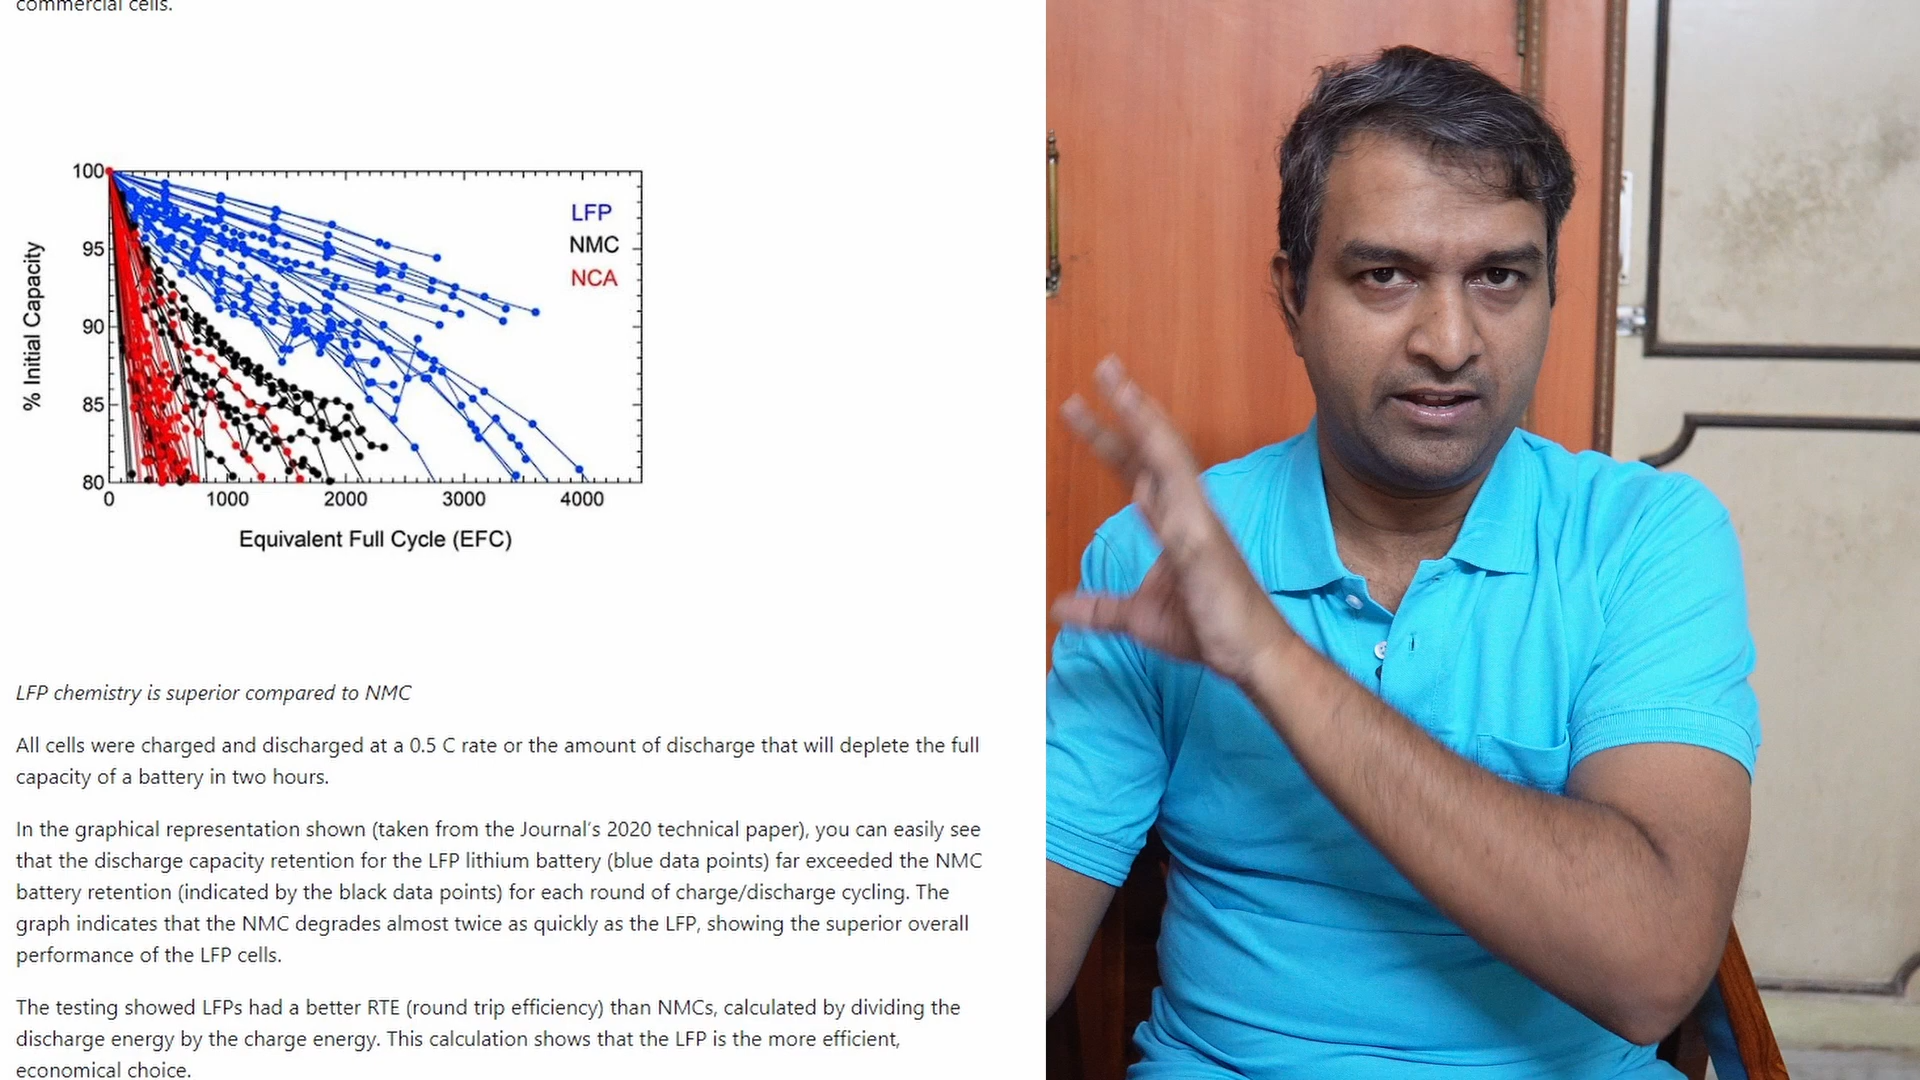 commercial cells.
100
95
90
85
80
% Initial Capacity
LFP
NMC
NCA
0 1000 2000 3000 4000
Equivalent Full Cycle (EFC)
LFP chemistry is superior compared to NMC
All cells were charged and discharged at a 0.5 C rate or the amount of discharge that will deplete the full
capacity of a battery in two hours.
In the graphical representation shown (taken from the Journal's 2020 technical paper), you can easily see
that the discharge capacity retention for the LFP lithium battery (blue data points) far exceeded the NMC
battery retention (indicated by the black data points) for each round of charge/discharge cycling. The
graph indicates that the NMC degrades almost twice as quickly as the LFP, showing the superior overall
performance of the LFP cells.
The testing showed LFPs had a better RTE (round trip efficiency) than NMCs, calculated by dividing the
discharge energy by the charge energy. This calculation shows that the LFP is the more efficient,
economical choice.